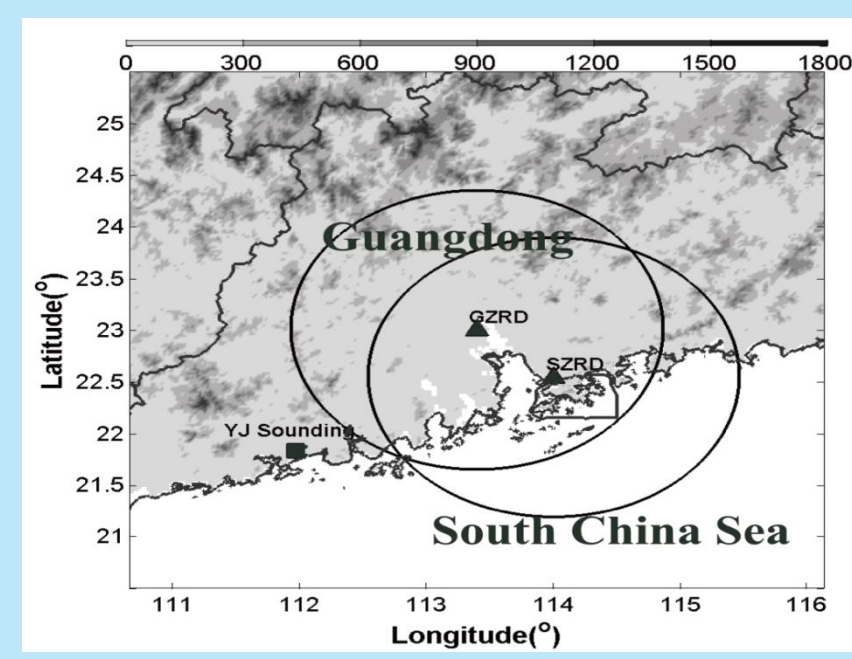 0 300 600 900 1200 1500 1800
25
24.5
24
Guangdong
23.5
GZRD
23
SZRD
22.5
YJ Sounding
22
21.5
South China Sea
21
Latitude(°)
111 112 113 114 115 116
Longitude(°)